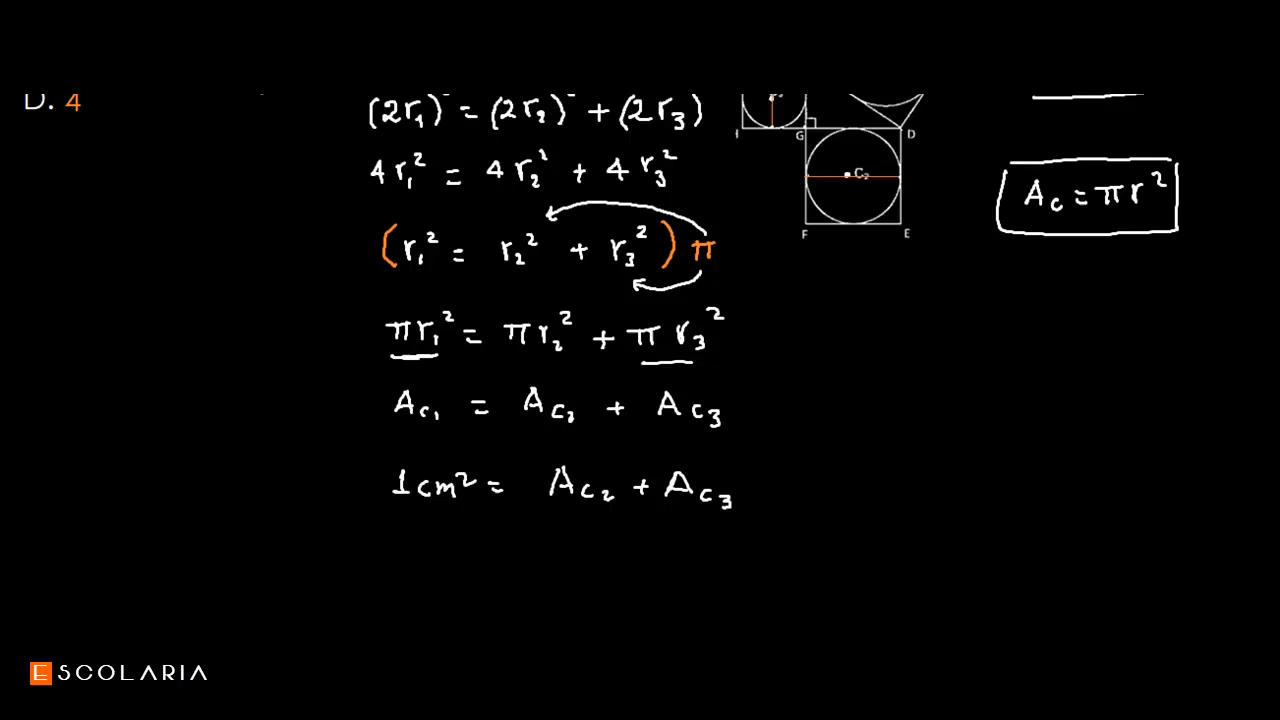 D. 4
(2r₁)² = (2r₂)² + (2r₃)
4r₁² = 4r₂² + 4r₃²
(r₁² = r₂² + r₃²)π
πr₁² = πr₂² + πr₃²
A_C₁ = A_C₂ + A_C₃
1cm² = A_C₂ + A_C₃
G
D
C₂
F
E
A_C = πr²
ESCOLARIA